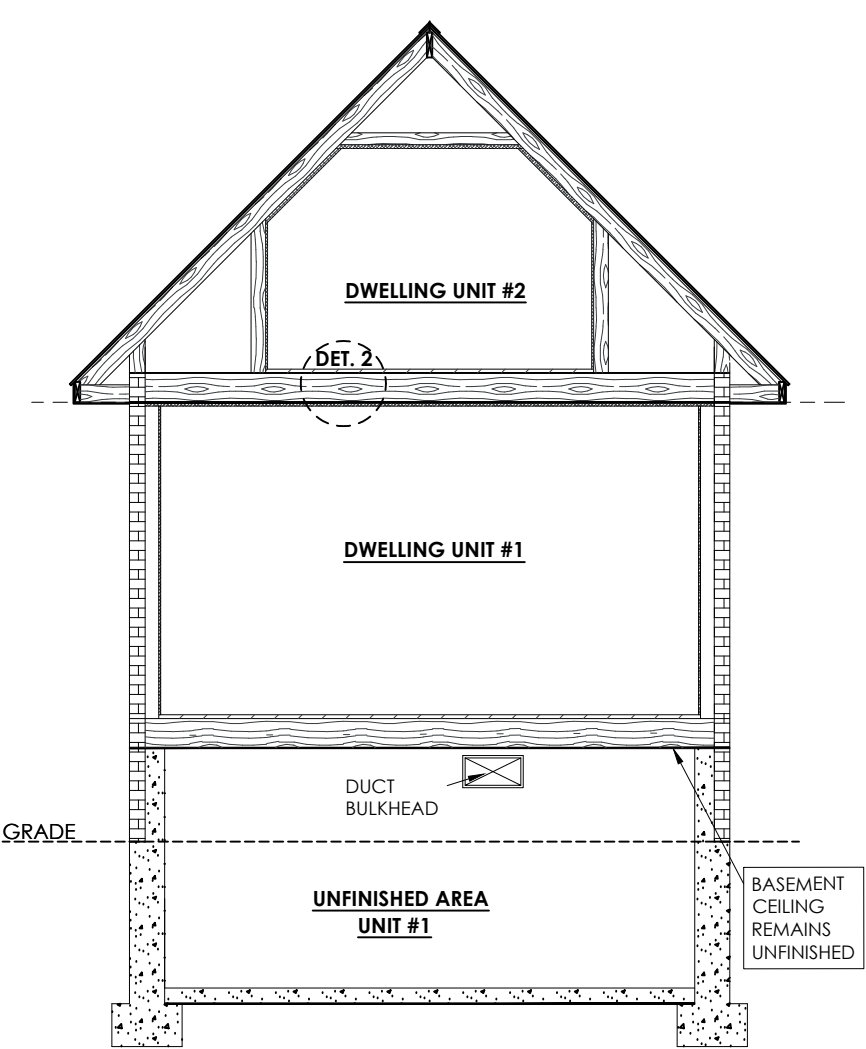 DWELLING UNIT #2
DET. 2
DWELLING UNIT #1
DUCT
BULKHEAD
GRADE
UNFINISHED AREA
UNIT #1
BASEMENT
CEILING
REMAINS
UNFINISHED